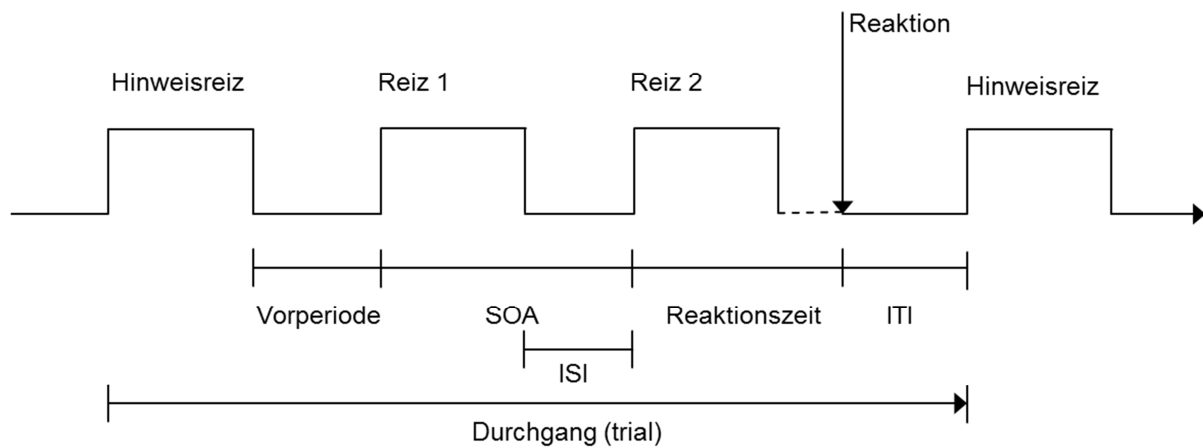 Reaktion
Hinweisreiz
Reiz 1
Reiz 2
Hinweisreiz
Vorperiode
SOA
Reaktionszeit
ITI
ISI
Durchgang (trial)